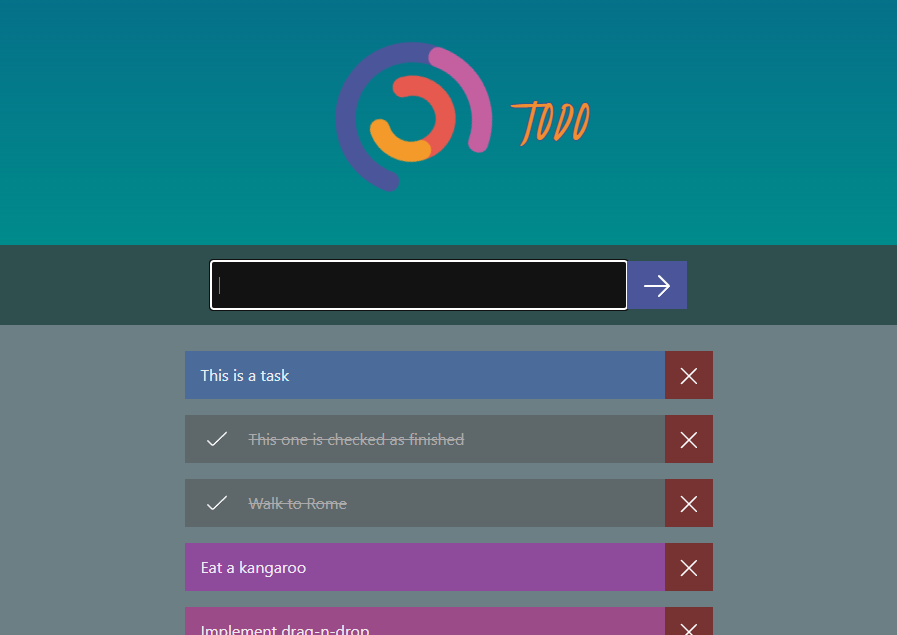 TODO
This is a task
This one is checked as finished
Walk to Rome
Eat a kangaroo
Implement drag-n-drop